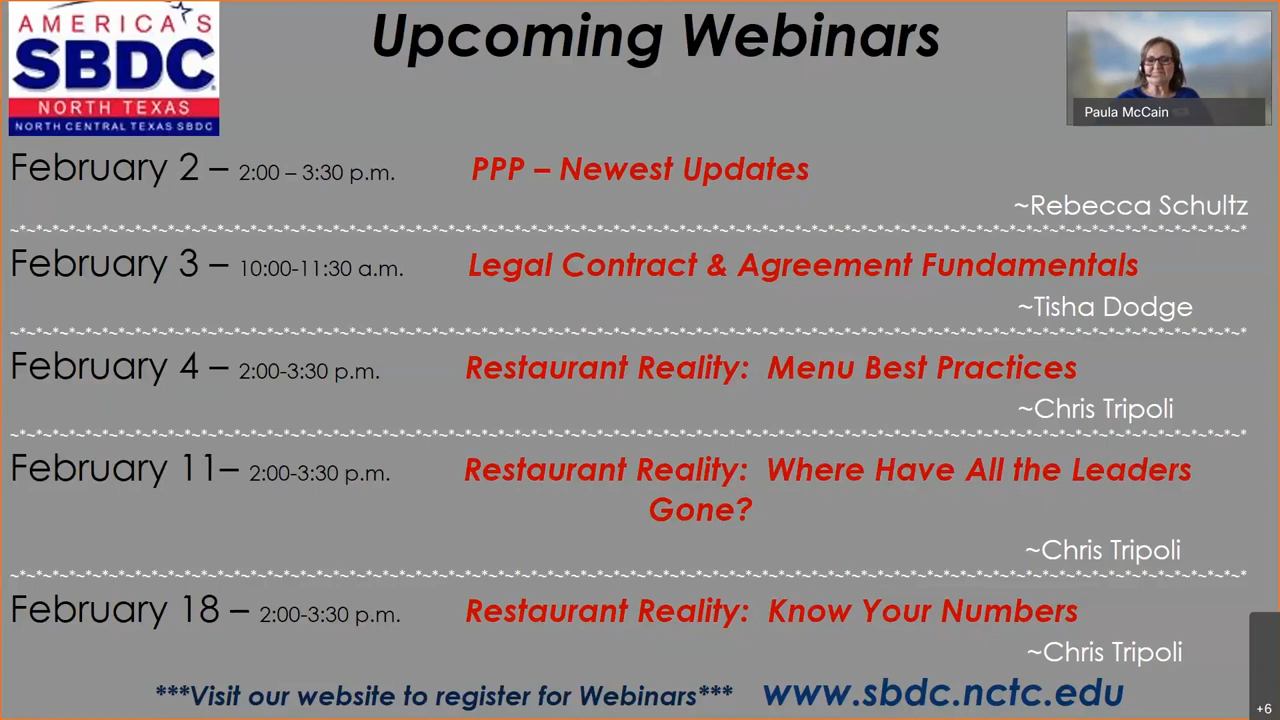 AMERICA'S
SBDC
NORTH TEXAS
NORTH CENTRAL TEXAS SBDC
Upcoming Webinars
Paula McCain
February 2 – 2:00 – 3:30 p.m. PPP – Newest Updates
~Rebecca Schultz
February 3 – 10:00-11:30 a.m. Legal Contract & Agreement Fundamentals
~Tisha Dodge
February 4 – 2:00-3:30 p.m. Restaurant Reality: Menu Best Practices
~Chris Tripoli
February 11– 2:00-3:30 p.m. Restaurant Reality: Where Have All the Leaders
Gone?
~Chris Tripoli
February 18 – 2:00-3:30 p.m. Restaurant Reality: Know Your Numbers
~Chris Tripoli
***Visit our website to register for Webinars*** www.sbdc.nctc.edu
+6